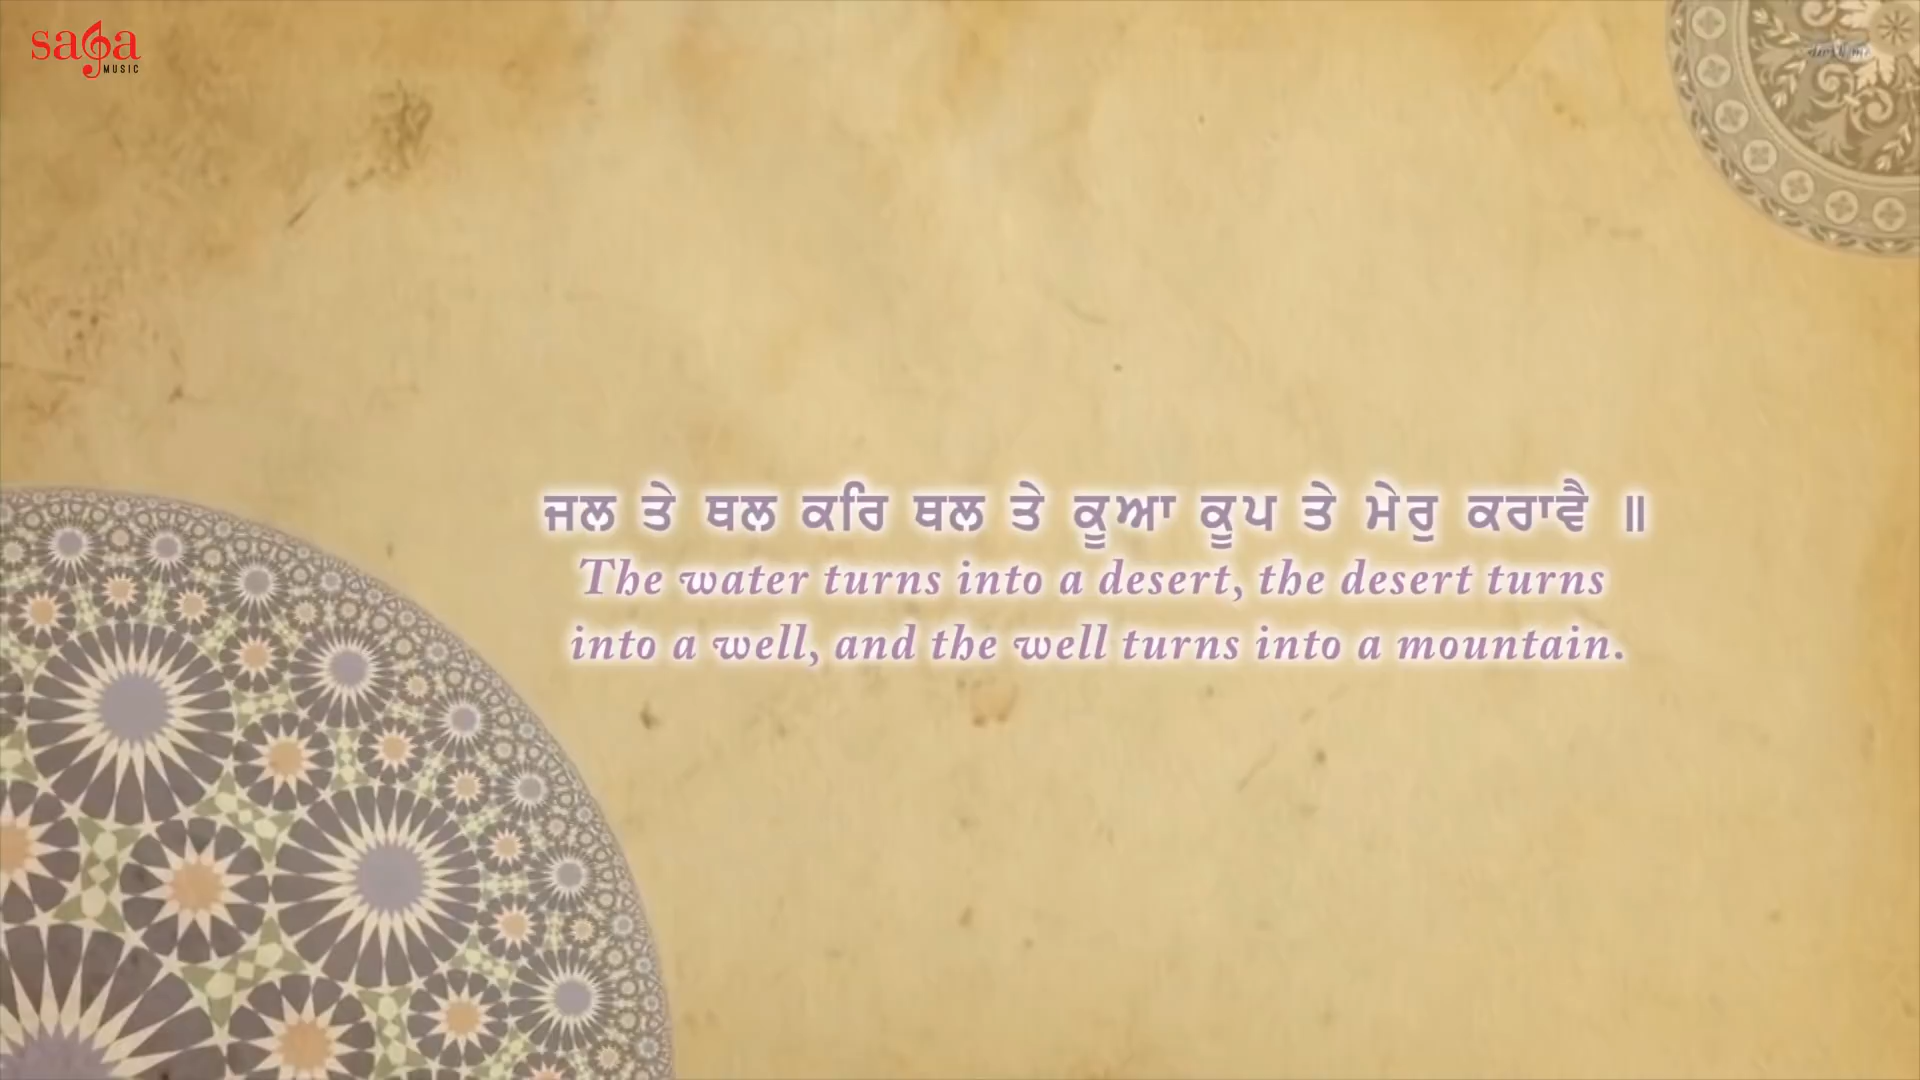 saga
MUSIC
ਜਲ ਤੇ ਥਲ ਕਰਿ ਥਲ ਤੇ ਕੂਆ ਕੂਪ ਤੇ ਮੇਰੁ ਕਰਾਵੈ ॥
The water turns into a desert, the desert turns
into a well, and the well turns into a mountain.